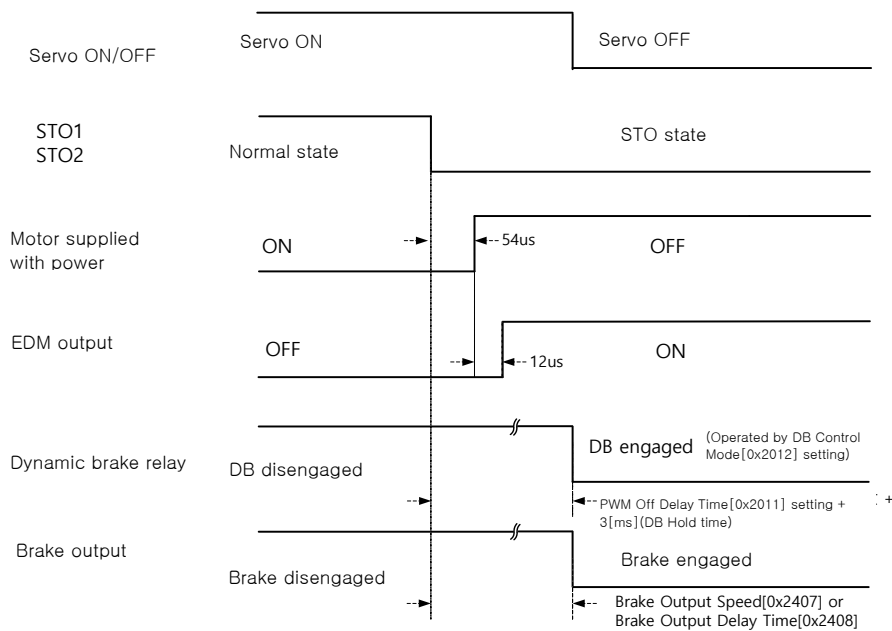 Servo ON/OFF
Servo ON
Servo OFF
STO1
STO2
Normal state
STO state
Motor supplied
with power
ON
54us
OFF
EDM output
OFF
12us
ON
Dynamic brake relay
DB disengaged
DB engaged
(Operated by DB Control
Mode[0x2012] setting)
PWM Off Delay Time[0x2011] setting +
3[ms](DB Hold time)
Brake output
Brake disengaged
Brake engaged
Brake Output Speed[0x2407] or
Brake Output Delay Time[0x2408]